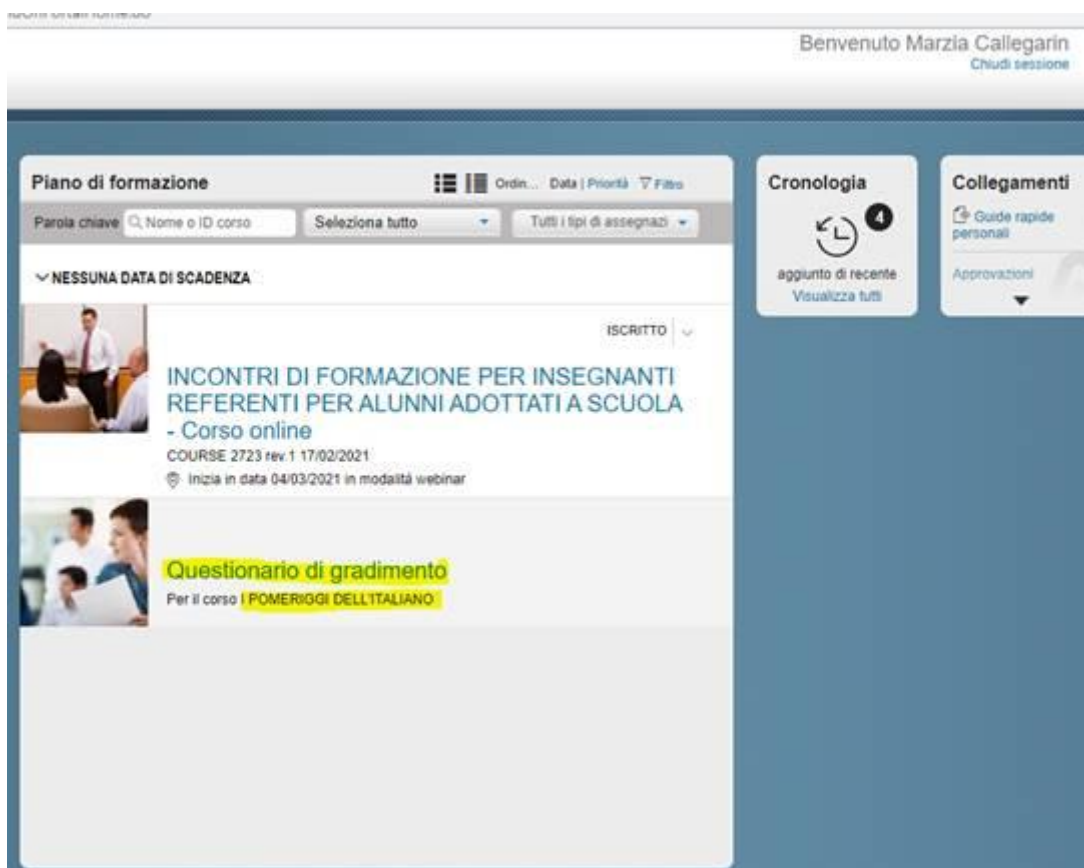 Benvenuto Marzia Callegarin
Chiudi sessione
Piano di formazione
Ordin... Data | Priorità Filtro
Parola chiave Nome o ID corso Seleziona tutto Tutti i tipi di assegnazi
NESSUNA DATA DI SCADENZA
ISCRITTO
INCONTRI DI FORMAZIONE PER INSEGNANTI
REFERENTI PER ALUNNI ADOTTATI A SCUOLA
- Corso online
COURSE 2723 rev.1 17/02/2021
Inizia in data 04/03/2021 in modalità webinar
Questionario di gradimento
Per il corso I POMERIGGI DELL'ITALIANO
Cronologia
4
aggiunto di recente
Visualizza tutti
Collegamenti
Guide rapide
personali
Approvazioni